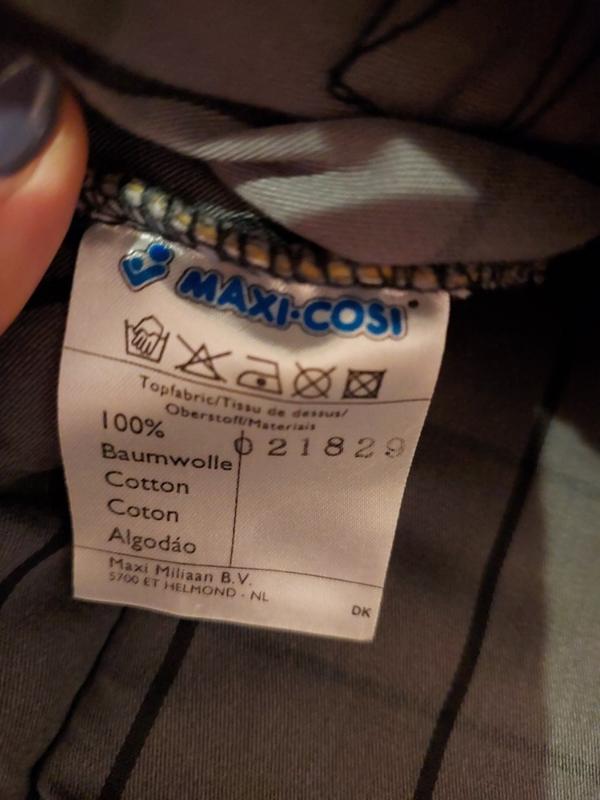 MAXI·COSI
Topfabric/Tissu de dessus/
Oberstoff/Materiais
100%
021829
Baumwolle
Cotton
Coton
Algodáo
Maxi Miliaan B.V.
5700 ET HELMOND - NL
DK